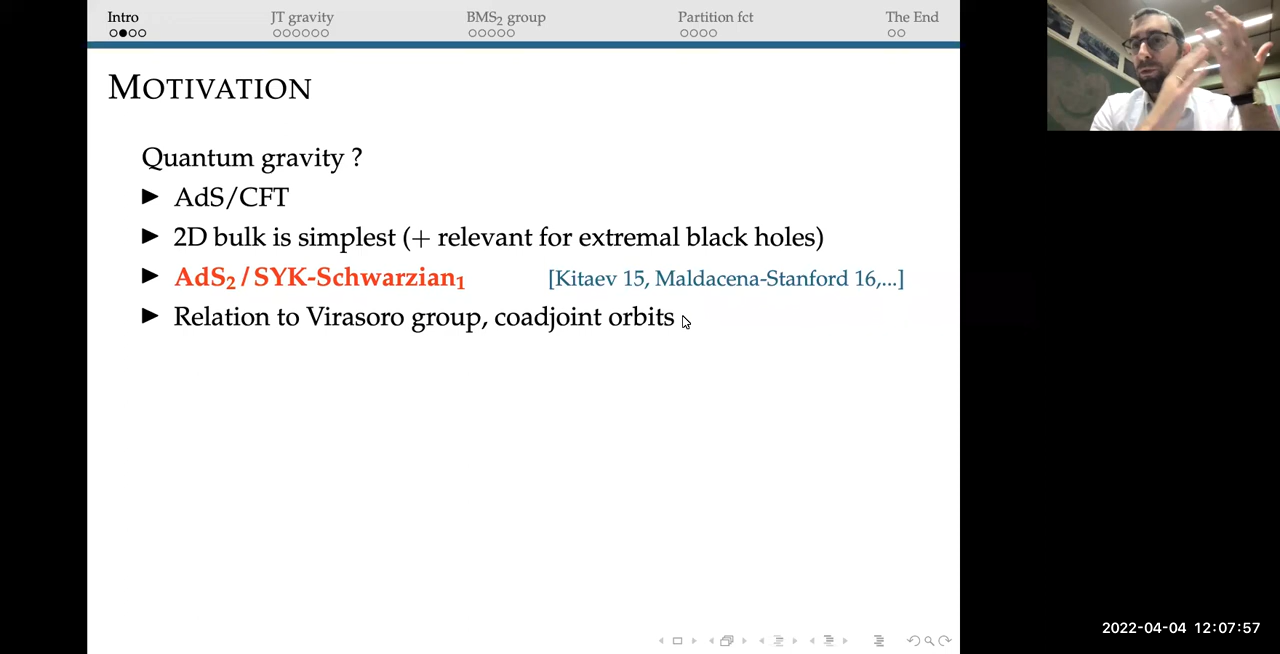 Intro JT gravity BMS₂ group Partition fct The End
MOTIVATION
Quantum gravity ?
► AdS/CFT
► 2D bulk is simplest (+ relevant for extremal black holes)
► AdS₂ / SYK-Schwarzian₁ [Kitaev 15, Maldacena-Stanford 16,...]
► Relation to Virasoro group, coadjoint orbits
2022-04-04 12:07:57